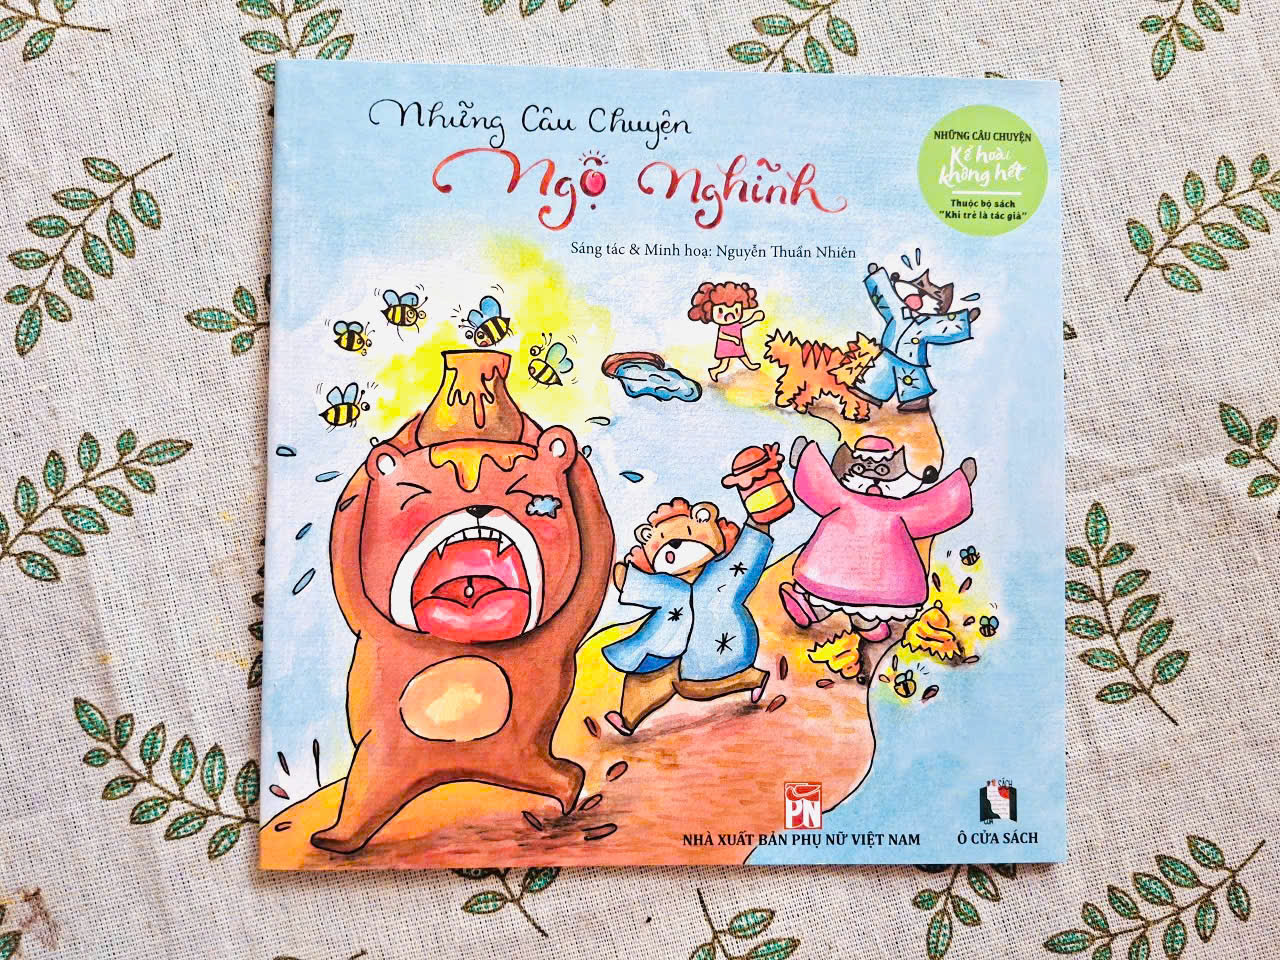 Những Câu Chuyện
Ngộ Nghĩnh
Sáng tác & Minh hoạ: Nguyễn Thuần Nhiên
NHỮNG CÂU CHUYỆN
Kể hoài
không hết
Thuộc bộ sách
"Khi trẻ là tác giả"
PN
NHÀ XUẤT BẢN PHỤ NỮ VIỆT NAM
Ô CỬA SÁCH